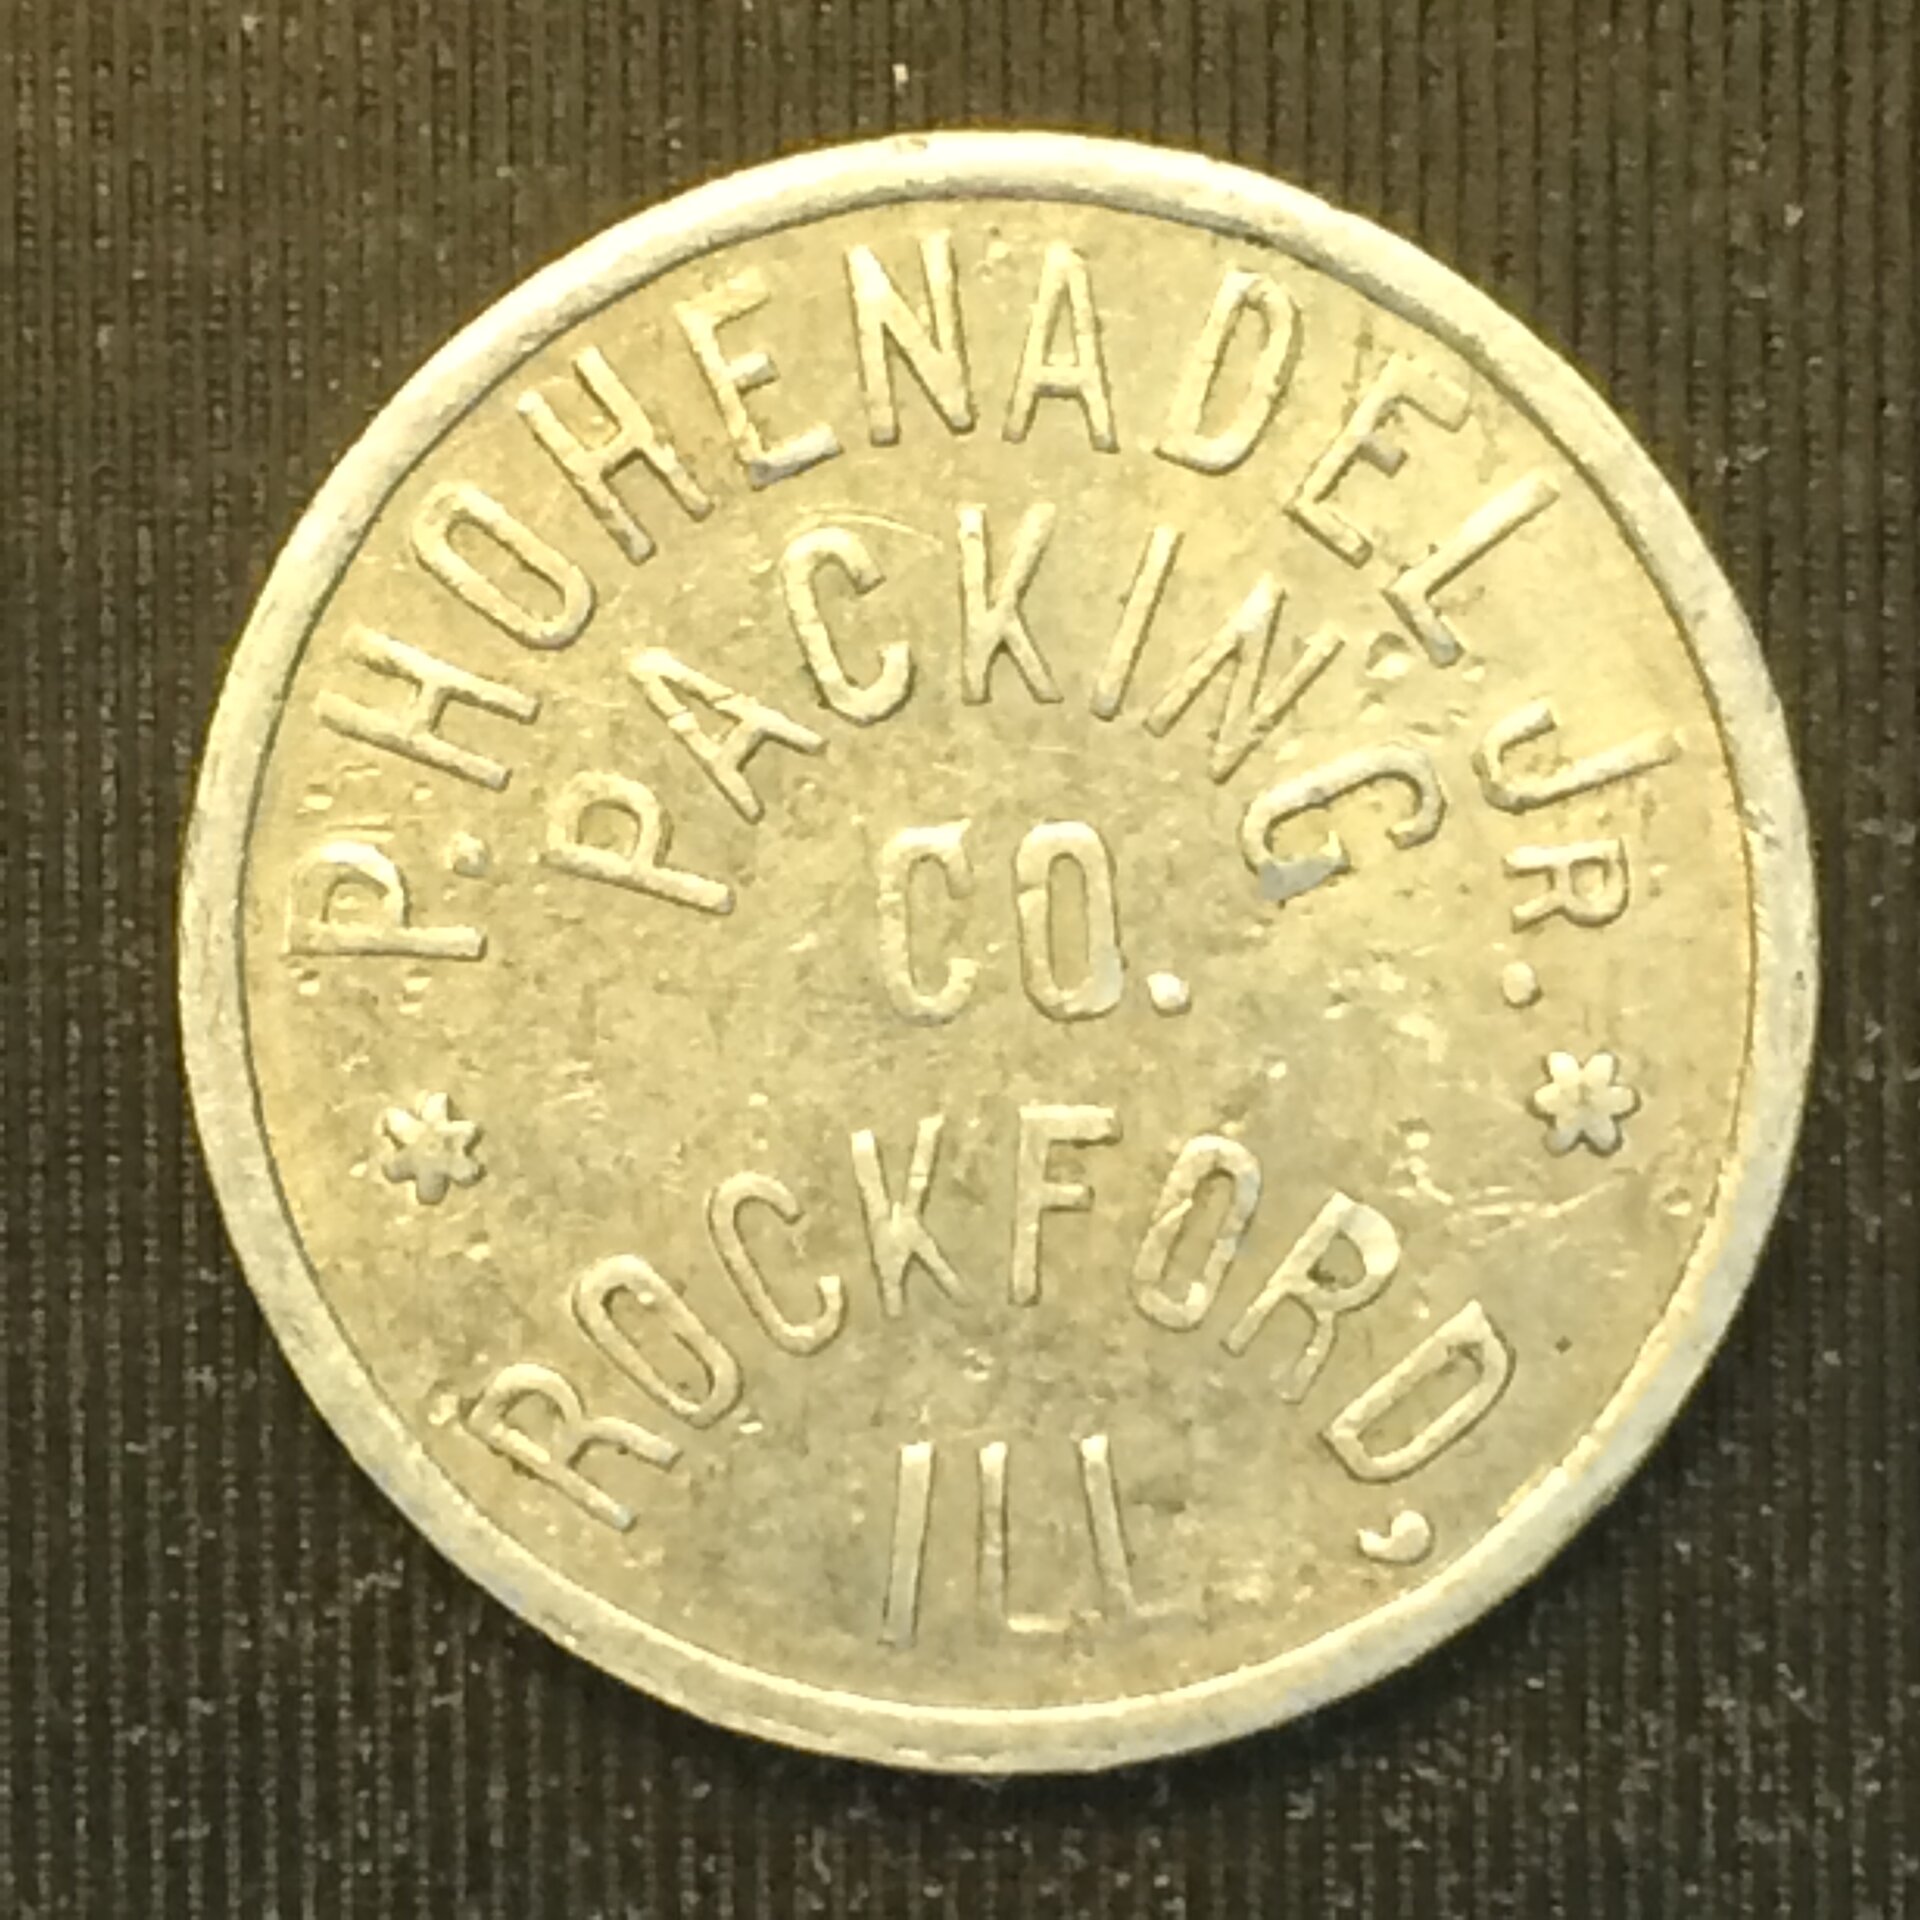 P. HOHENADEL JR.
PACKING
CO.
ROCKFORD,
ILL